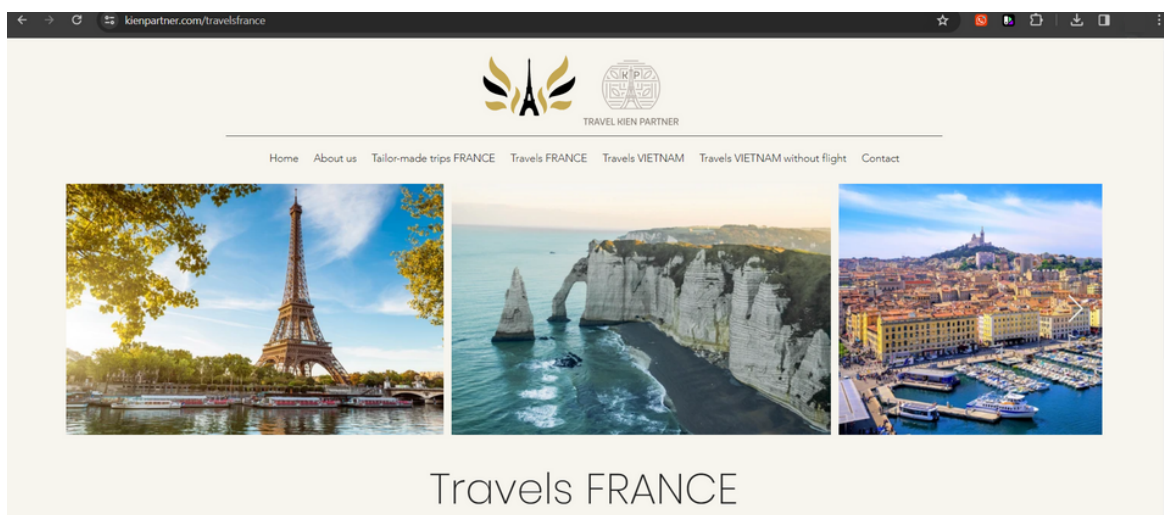 kienpartner.com/travelsfrance
K P
TRAVEL KIEN PARTNER
Home About us Tailor-made trips FRANCE Travels FRANCE Travels VIETNAM Travels VIETNAM without flight Contact
Travels FRANCE